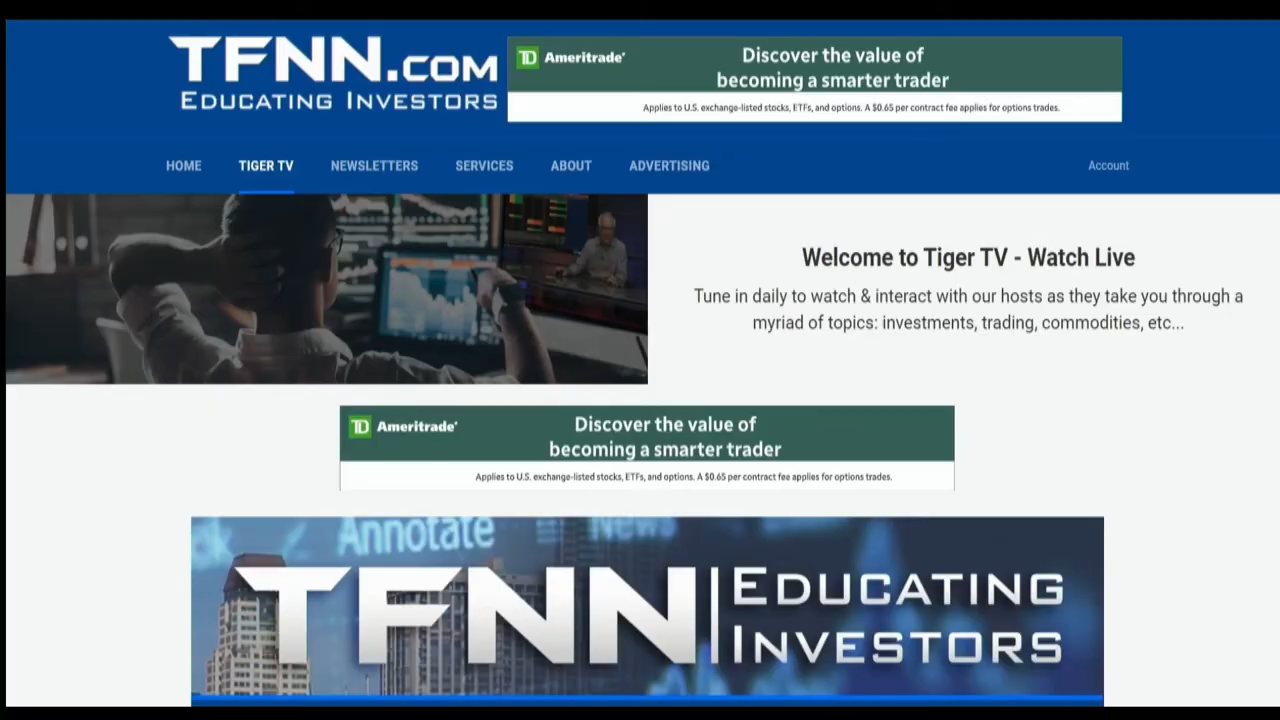 TFNN.COM
EDUCATING INVESTORS
TD Ameritrade
Discover the value of
becoming a smarter trader
Applies to U.S. exchange-listed stocks, ETFs, and options. A $0.65 per contract fee applies for options trades.
HOME TIGER TV NEWSLETTERS SERVICES ABOUT ADVERTISING Account
Welcome to Tiger TV - Watch Live
Tune in daily to watch & interact with our hosts as they take you through a
myriad of topics: investments, trading, commodities, etc...
TD Ameritrade
Discover the value of
becoming a smarter trader
Applies to U.S. exchange-listed stocks, ETFs, and options. A $0.65 per contract fee applies for options trades.
Annotate News
TFNN EDUCATING
INVESTORS